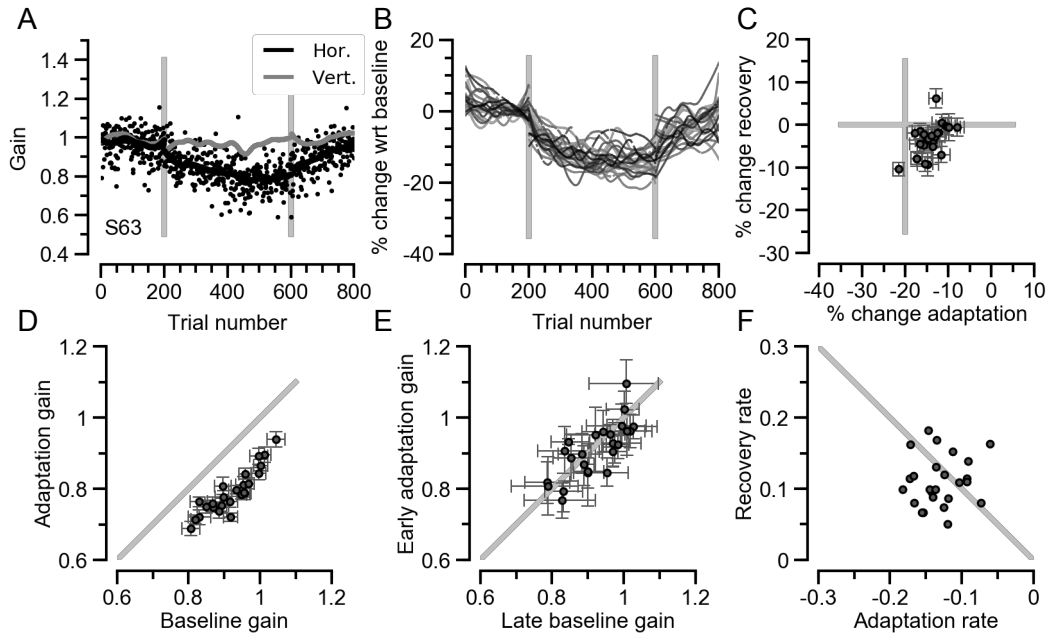 A
Gain
1.4
1.2
1
0.8
0.6
0.4
Hor.
Vert.
S63
0 200 400 600 800
Trial number
B
% change wrt baseline
20
0
-20
-40
0 200 400 600 800
Trial number
C
% change recovery
20
10
0
-10
-20
-30
-40 -30 -20 -10 0 10
% change adaptation
D
Adaptation gain
1.2
1
0.8
0.6
0.6 0.8 1 1.2
Baseline gain
E
Early adaptation gain
1.2
1
0.8
0.6
0.6 0.8 1 1.2
Late baseline gain
F
Recovery rate
0.3
0.2
0.1
0
-0.3 -0.2 -0.1 0
Adaptation rate